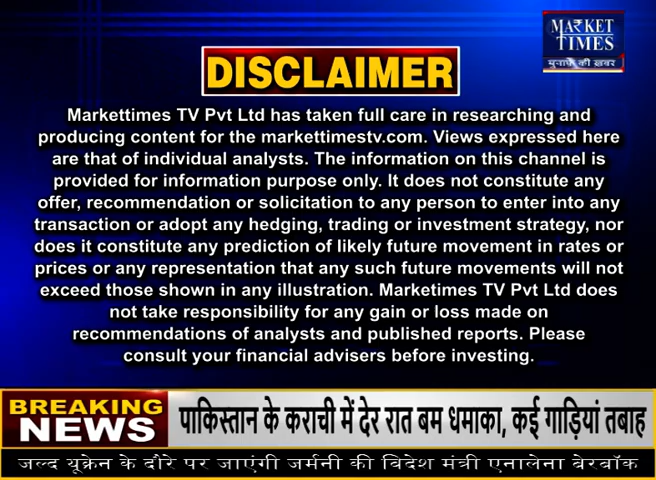 MARKET
TIMES
मुनाफे की ख़बर
DISCLAIMER
Markettimes TV Pvt Ltd has taken full care in researching and
producing content for the markettimestv.com. Views expressed here
are that of individual analysts. The information on this channel is
provided for information purpose only. It does not constitute any
offer, recommendation or solicitation to any person to enter into any
transaction or adopt any hedging, trading or investment strategy, nor
does it constitute any prediction of likely future movement in rates or
prices or any representation that any such future movements will not
exceed those shown in any illustration. Marketimes TV Pvt Ltd does
not take responsibility for any gain or loss made on
recommendations of analysts and published reports. Please
consult your financial advisers before investing.
BREAKING
NEWS
पाकिस्तान के कराची में देर रात बम धमाका, कई गाड़ियां तबाह
जल्द यूक्रेन के दौरे पर जाएंगी जर्मनी की विदेश मंत्री एनालेना बेरबॉक